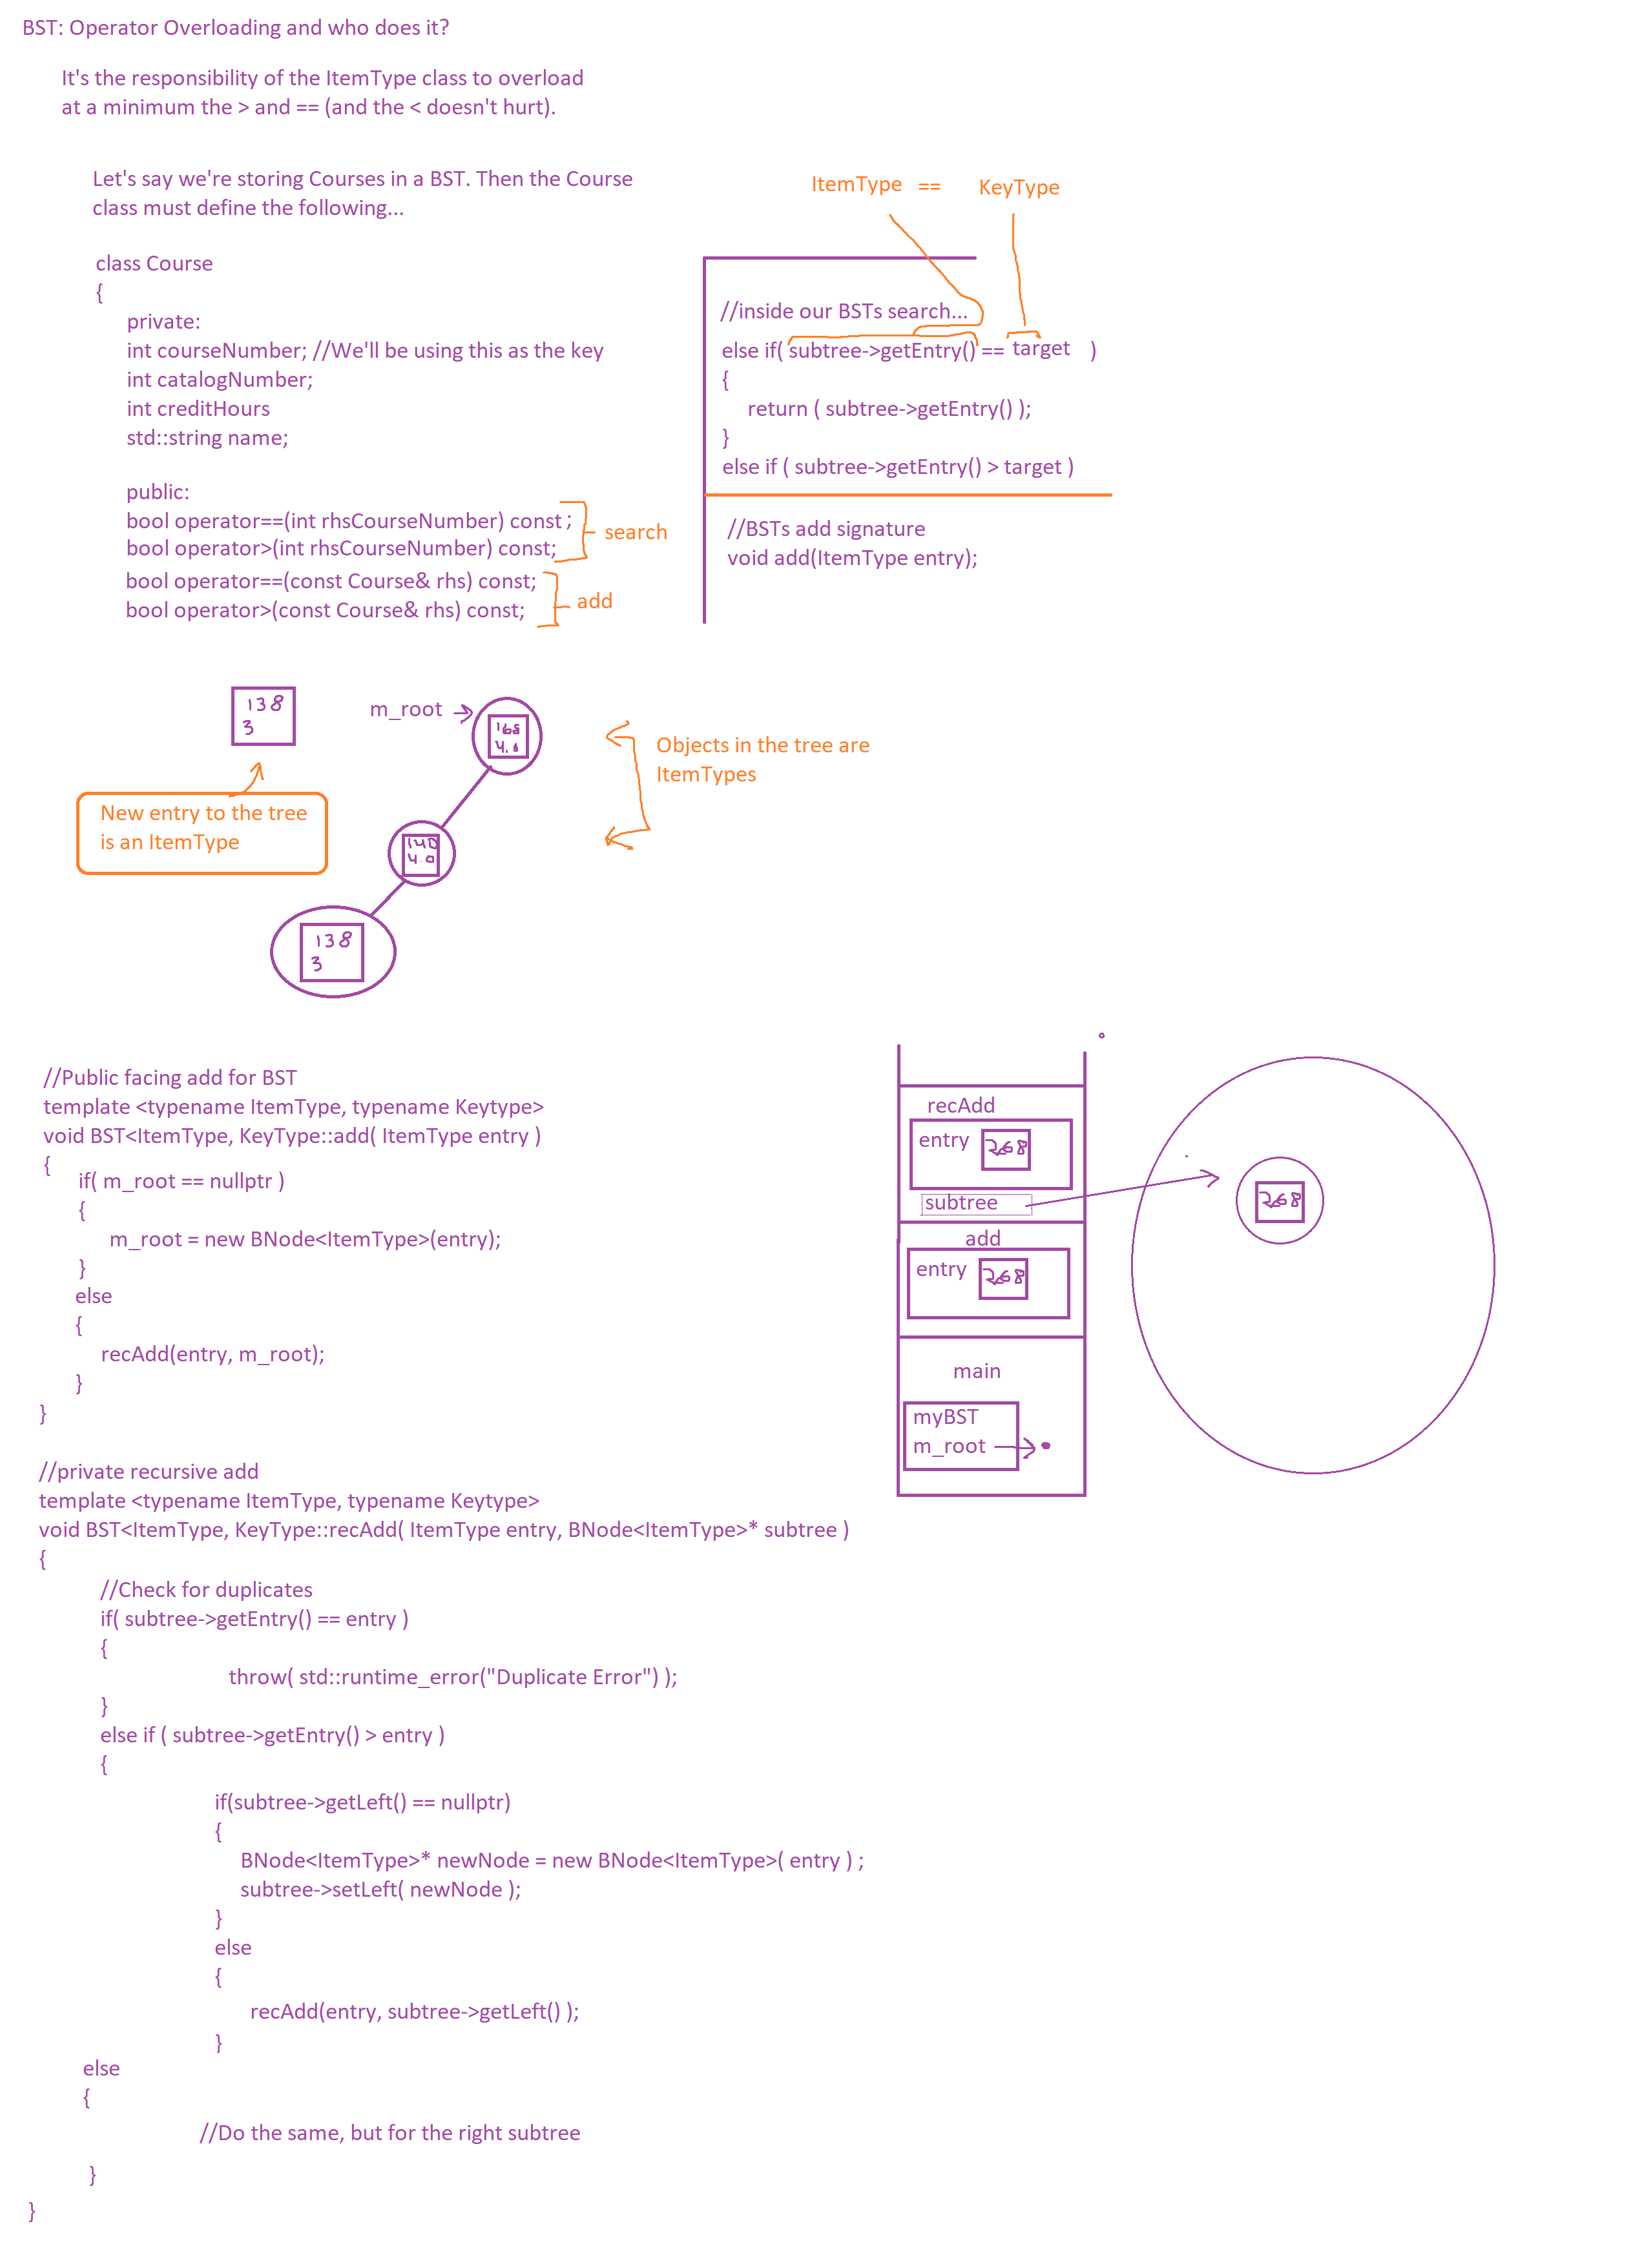 BST: Operator Overloading and who does it?
It's the responsibility of the ItemType class to overload
at a minimum the > and == (and the < doesn't hurt).
Let's say we're storing Courses in a BST. Then the Course
class must define the following...
class Course
{
private:
int courseNumber; //We'll be using this as the key
int catalogNumber;
int creditHours
std::string name;
public:
bool operator==(int rhsCourseNumber) const ;
bool operator>(int rhsCourseNumber) const;
search
bool operator==(const Course& rhs) const;
bool operator>(const Course& rhs) const;
add
ItemType == KeyType
//inside our BSTs search...
else if( subtree->getEntry() == target )
{
return ( subtree->getEntry() );
}
else if ( subtree->getEntry() > target )
//BSTs add signature
void add(ItemType entry);
138
3
New entry to the tree
is an ItemType
m_root
165
4.0
140
4.0
138
3
Objects in the tree are
ItemTypes
//Public facing add for BST
template <typename ItemType, typename Keytype>
void BST<ItemType, KeyType::add( ItemType entry )
{
if( m_root == nullptr )
{
m_root = new BNode<ItemType>(entry);
}
else
{
recAdd(entry, m_root);
}
}
recAdd
entry 268
subtree
add
entry 268
main
myBST
m_root
268
//private recursive add
template <typename ItemType, typename Keytype>
void BST<ItemType, KeyType::recAdd( ItemType entry, BNode<ItemType>* subtree )
{
//Check for duplicates
if( subtree->getEntry() == entry )
{
throw( std::runtime_error("Duplicate Error") );
}
else if ( subtree->getEntry() > entry )
{
if(subtree->getLeft() == nullptr)
{
BNode<ItemType>* newNode = new BNode<ItemType>( entry ) ;
subtree->setLeft( newNode );
}
else
{
recAdd(entry, subtree->getLeft() );
}
else
{
//Do the same, but for the right subtree
}
}